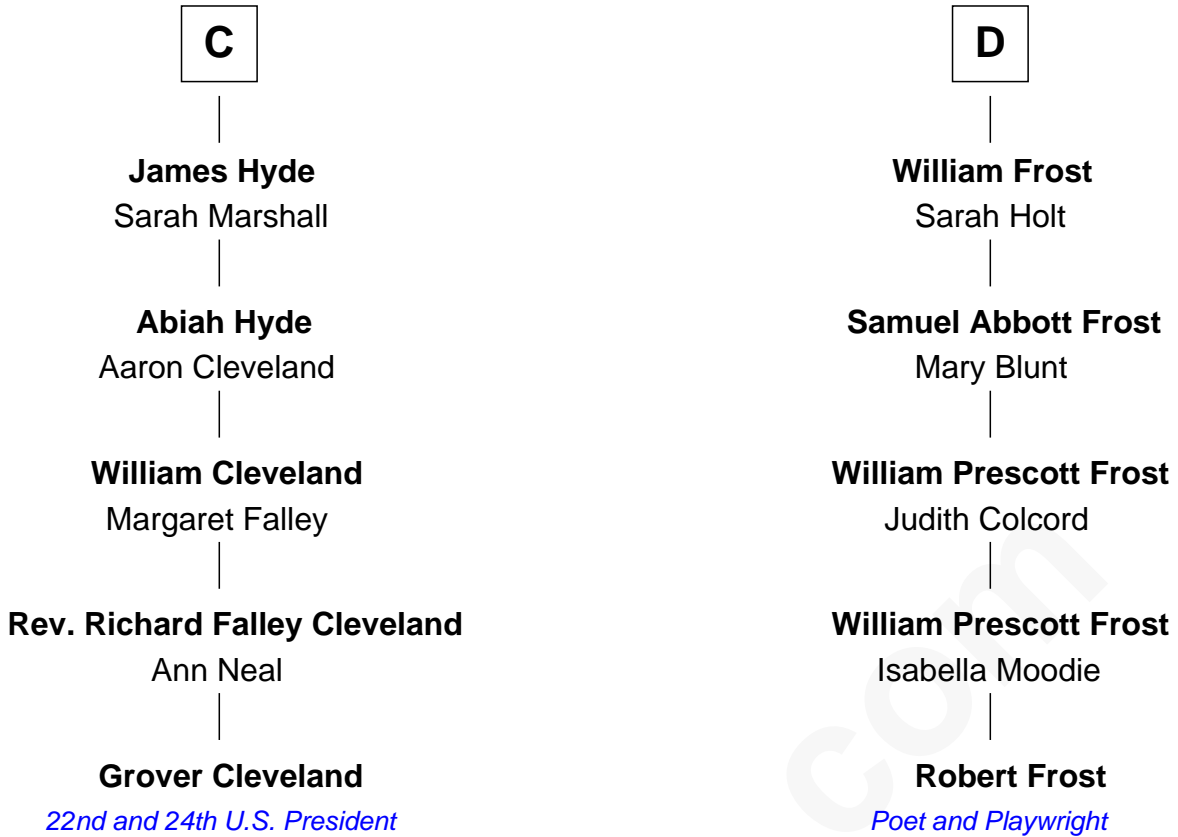 C
James Hyde
Sarah Marshall
Abiah Hyde
Aaron Cleveland
William Cleveland
Margaret Falley
Rev. Richard Falley Cleveland
Ann Neal
Grover Cleveland
22nd and 24th U.S. President
D
William Frost
Sarah Holt
Samuel Abbott Frost
Mary Blunt
William Prescott Frost
Judith Colcord
William Prescott Frost
Isabella Moodie
Robert Frost
Poet and Playwright
com